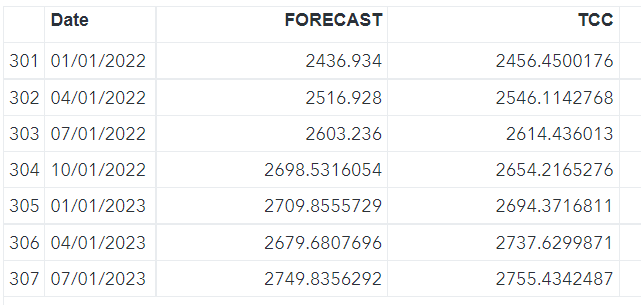 Date FORECAST TCC
301 01/01/2022 2436.934 2456.4500176
302 04/01/2022 2516.928 2546.1142768
303 07/01/2022 2603.236 2614.436013
304 10/01/2022 2698.5316054 2654.2165276
305 01/01/2023 2709.8555729 2694.3716811
306 04/01/2023 2679.6807696 2737.6299871
307 07/01/2023 2749.8356292 2755.4342487